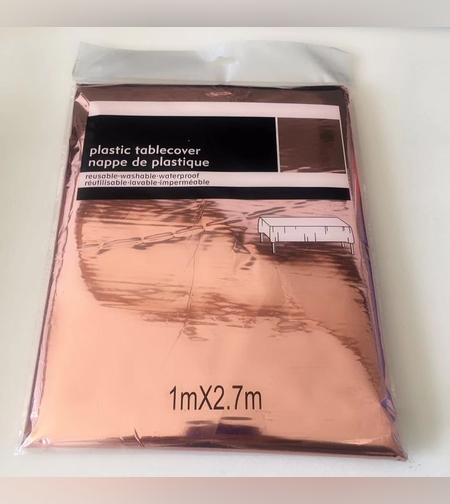 plastic tablecover
nappe de plastique
reusable·washable·waterproof
réutilisable·lavable·imperméable
1mX2.7m